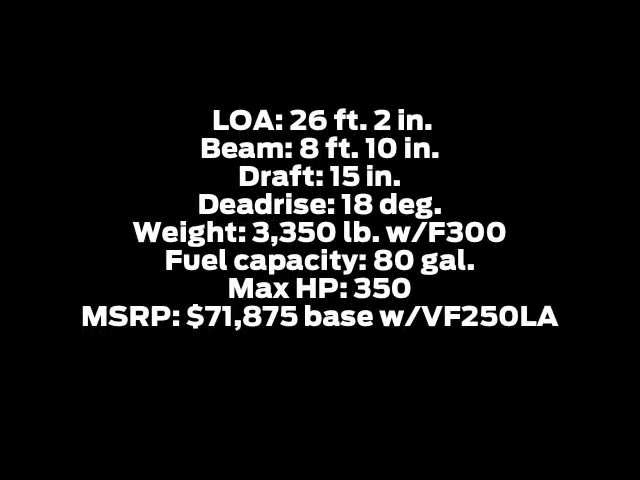 LOA: 26 ft. 2 in.
Beam: 8 ft. 10 in.
Draft: 15 in.
Deadrise: 18 deg.
Weight: 3,350 lb. w/F300
Fuel capacity: 80 gal.
Max HP: 350
MSRP: $71,875 base w/VF250LA